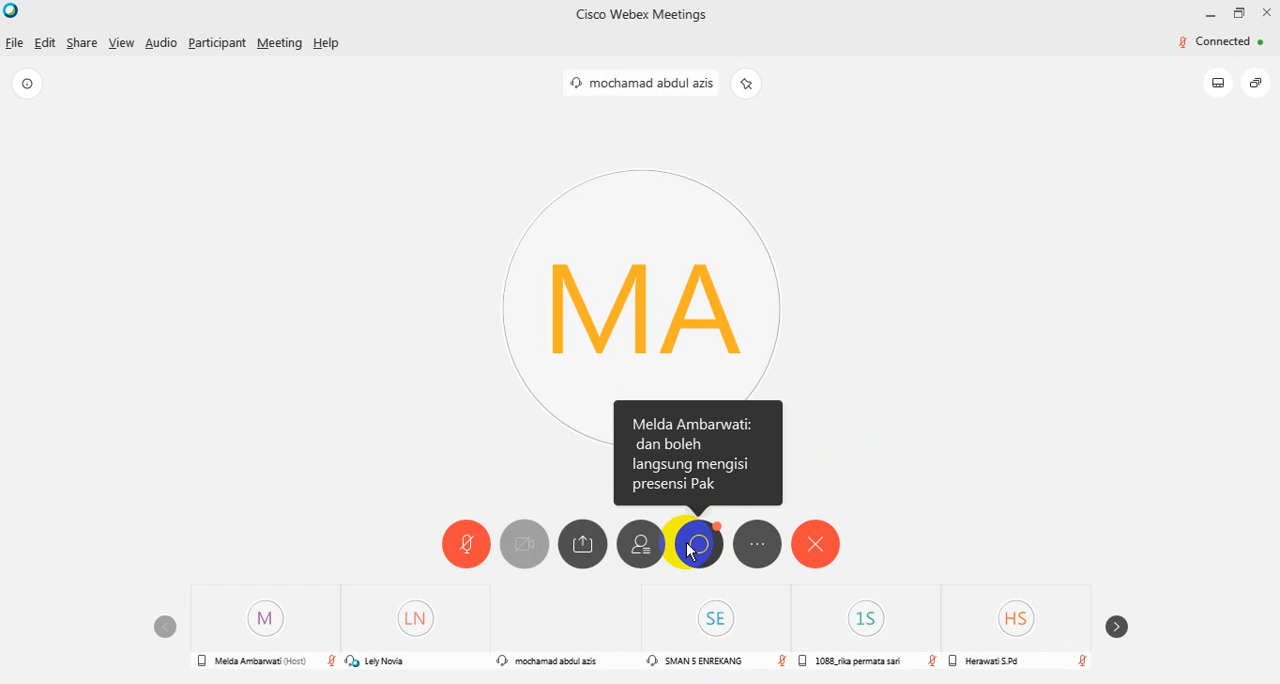 Cisco Webex Meetings
File Edit Share View Audio Participant Meeting Help
Connected
mochamad abdul azis
MA
Melda Ambarwati:
dan boleh
langsung mengisi
presensi Pak
M LN SE 1S HS
Melda Ambarwati (Host) Lely Novia mochamad abdul azis SMAN 5 ENREKANG 1088_rika permata sari Herawati S.Pd